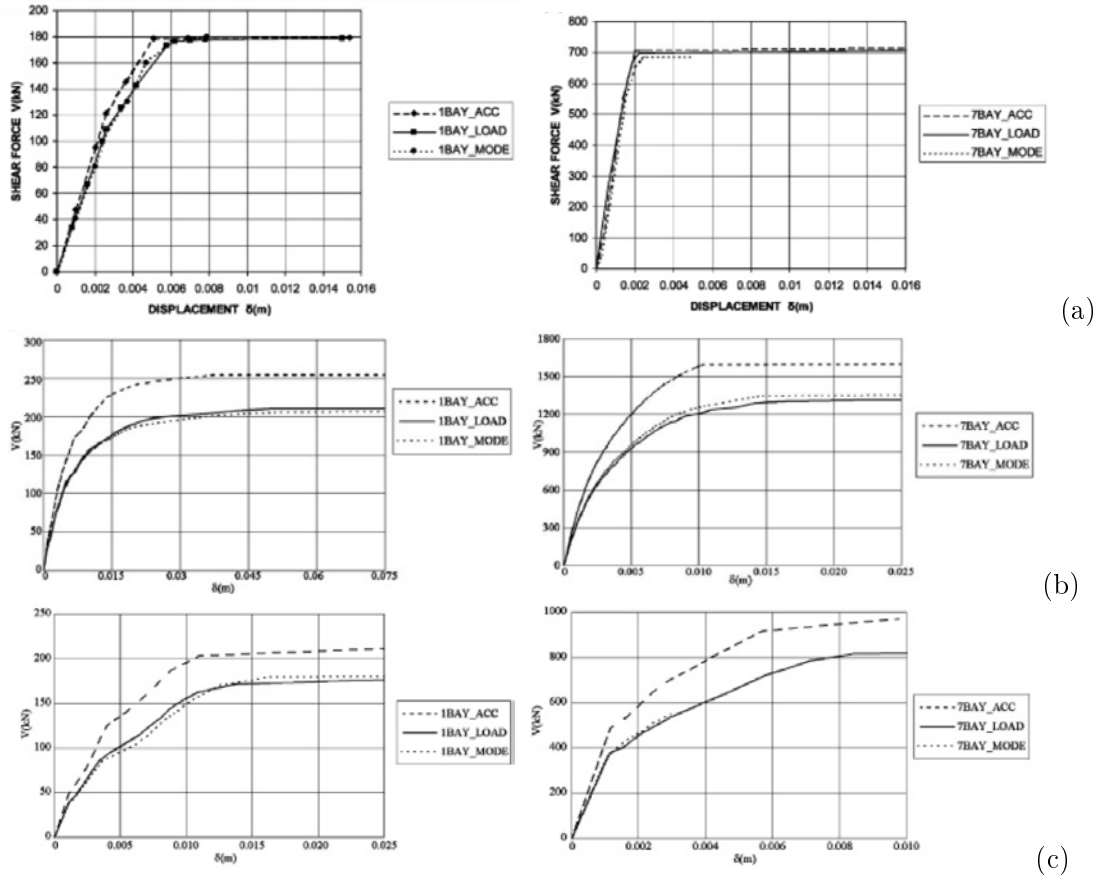 200
180
160
140
120
100
80
60
40
20
0
SHEAR FORCE V(kN)
0 0.002 0.004 0.006 0.008 0.01 0.012 0.014 0.016
DISPLACEMENT δ(m)
1BAY_ACC
1BAY_LOAD
1BAY_MODE
800
700
600
500
400
300
200
100
0
SHEAR FORCE V(kN)
0 0.002 0.004 0.006 0.008 0.01 0.012 0.014 0.016
DISPLACEMENT δ(m)
7BAY_ACC
7BAY_LOAD
7BAY_MODE
(a)
300
250
200
150
100
50
0
V(kN)
0.015 0.03 0.045 0.06 0.075
δ(m)
1BAY_ACC
1BAY_LOAD
1BAY_MODE
1800
1500
1200
900
600
300
0
V(kN)
0 0.005 0.010 0.015 0.020 0.025
δ(m)
7BAY_ACC
7BAY_LOAD
7BAY_MODE
(b)
250
200
150
100
50
0
V(kN)
0 0.005 0.010 0.015 0.020 0.025
δ(m)
1BAY_ACC
1BAY_LOAD
1BAY_MODE
1000
800
600
400
200
0
V(kN)
0 0.002 0.004 0.006 0.008 0.010
δ(m)
7BAY_ACC
7BAY_LOAD
7BAY_MODE
(c)